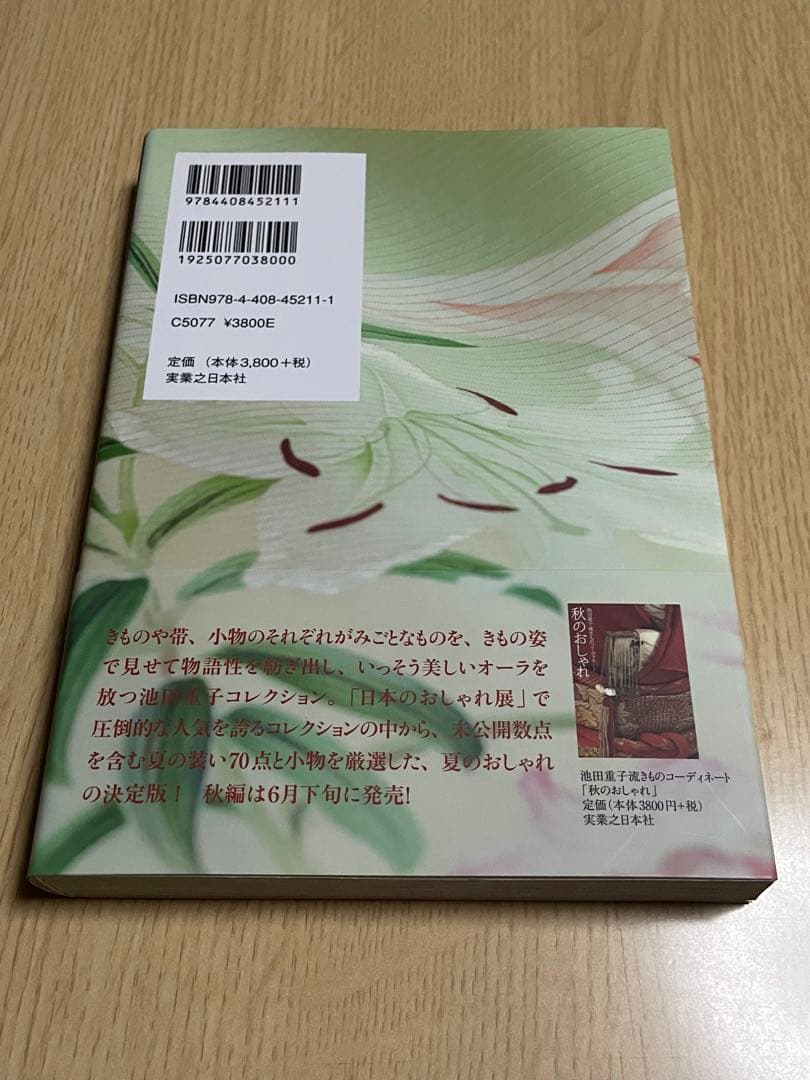 9784408452111
1925077038000
ISBN978-4-408-45211-1
C5077 ¥3800E
定価 (本体3,800+税)
実業之日本社
きものや帯、小物のそれぞれがみごとなものを、きもの姿
で見せて物語性を紡ぎ出し、いっそう美しいオーラを
放つ池田重子コレクション。「日本のおしゃれ展」で
圧倒的な人気を誇るコレクションの中から、未公開数点
を含む夏の装い70点と小物を厳選した、夏のおしゃれ
の決定版! 秋編は6月下旬に発売!
秋のおしゃれ
池田重子流きものコーディネート
「秋のおしゃれ」
定価(本体3800円+税)
実業之日本社